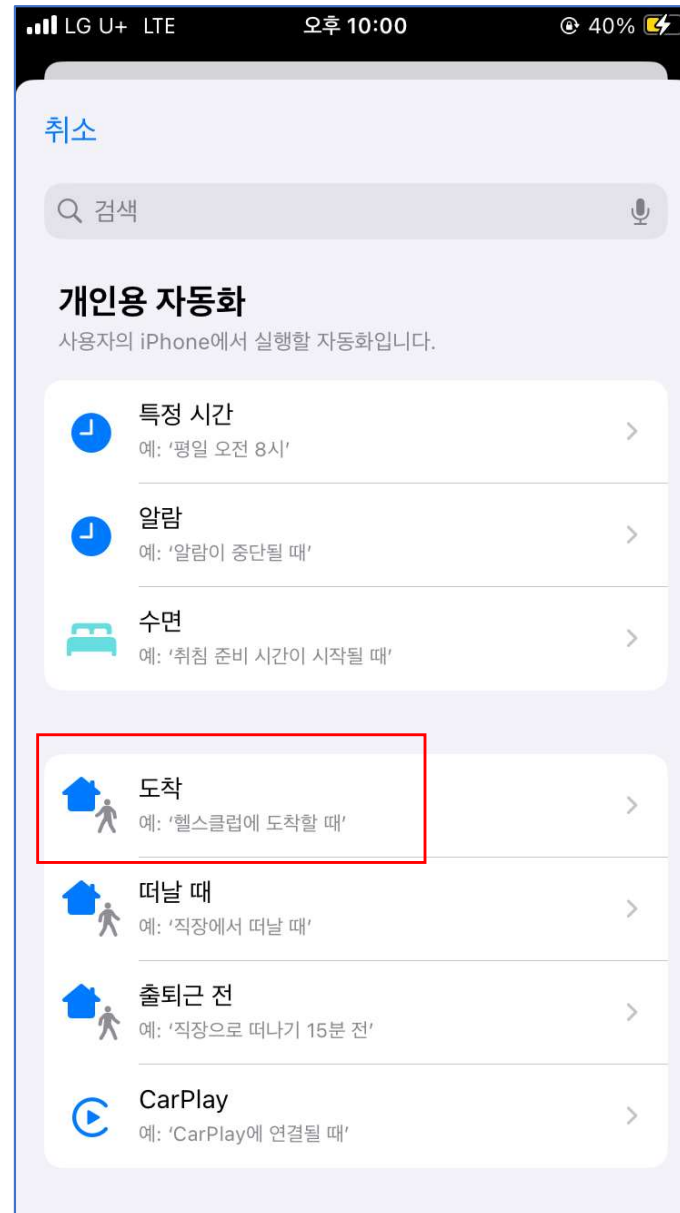 LG U+ LTE 오후 10:00 40%
취소
검색
개인용 자동화
사용자의 iPhone에서 실행할 자동화입니다.
특정 시간
예: ‘평일 오전 8시’
알람
예: ‘알람이 중단될 때’
수면
예: ‘취침 준비 시간이 시작될 때’
도착
예: ‘헬스클럽에 도착할 때’
떠날 때
예: ‘직장에서 떠날 때’
출퇴근 전
예: ‘직장으로 떠나기 15분 전’
CarPlay
예: ‘CarPlay에 연결될 때’